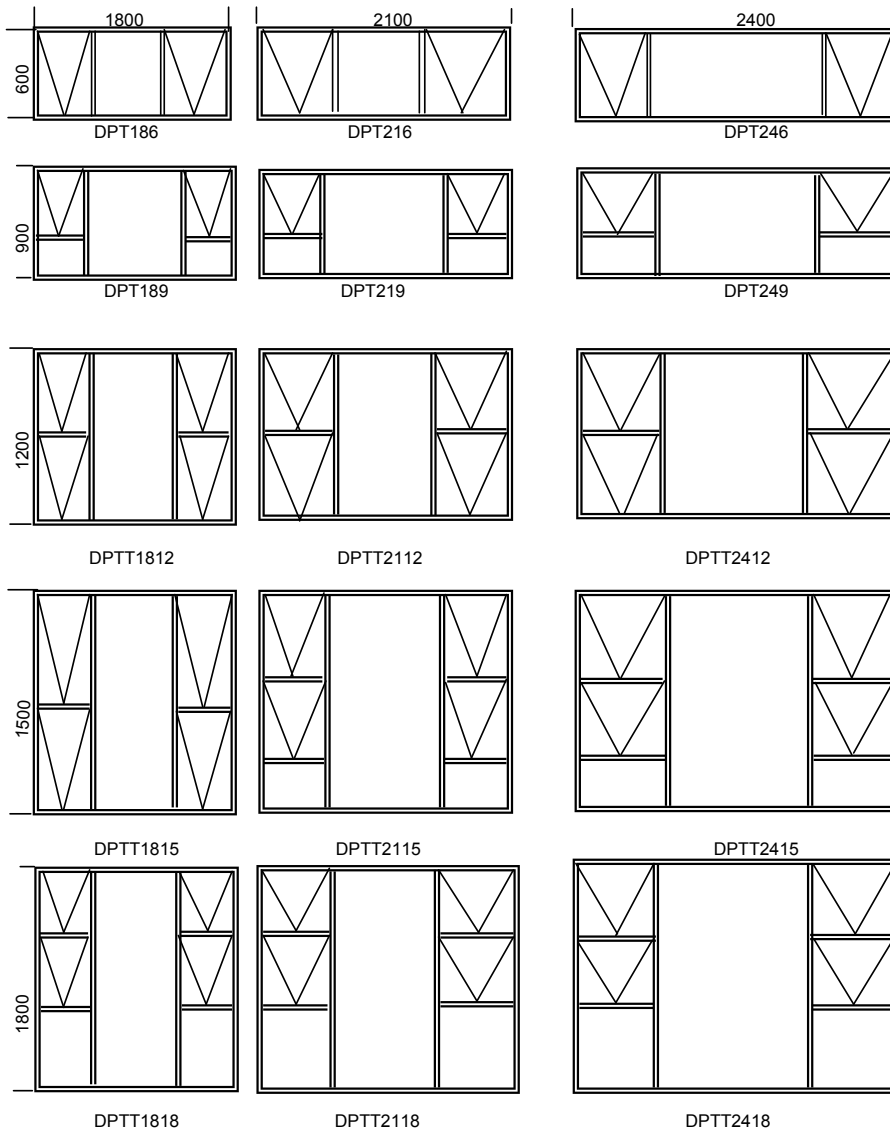 1800 2100 2400
600
DPT186 DPT216 DPT246
900
DPT189 DPT219 DPT249
1200
DPTT1812 DPTT2112 DPTT2412
1500
DPTT1815 DPTT2115 DPTT2415
1800
DPTT1818 DPTT2118 DPTT2418